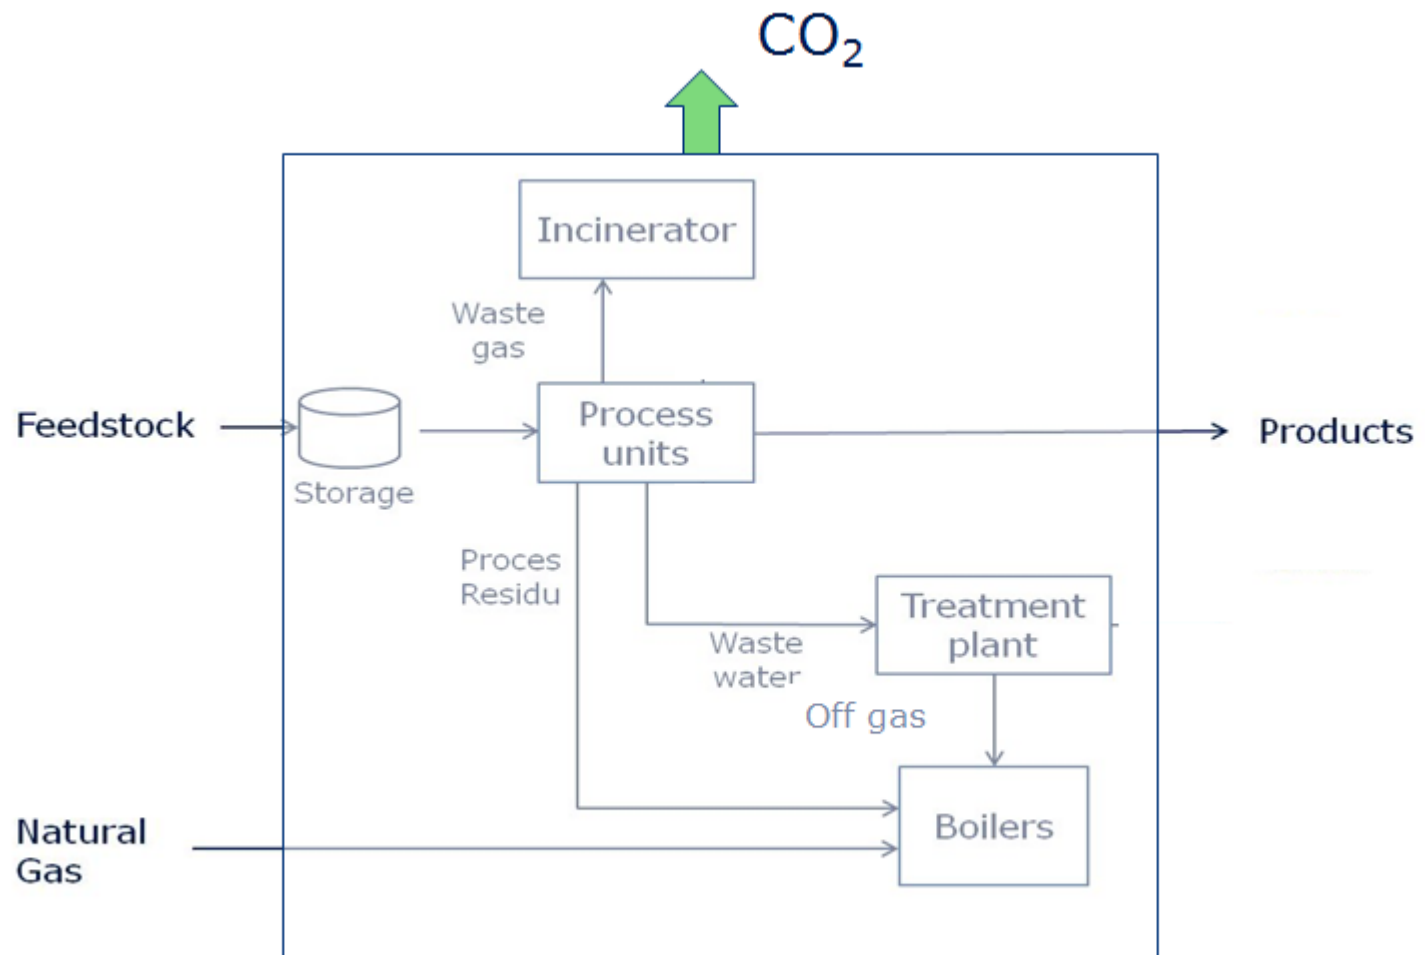 CO₂
Incinerator
Waste
gas
Feedstock
Process
units
Products
Storage
Proces
Residu
Treatment
plant
Waste
water
Off gas
Natural
Gas
Boilers